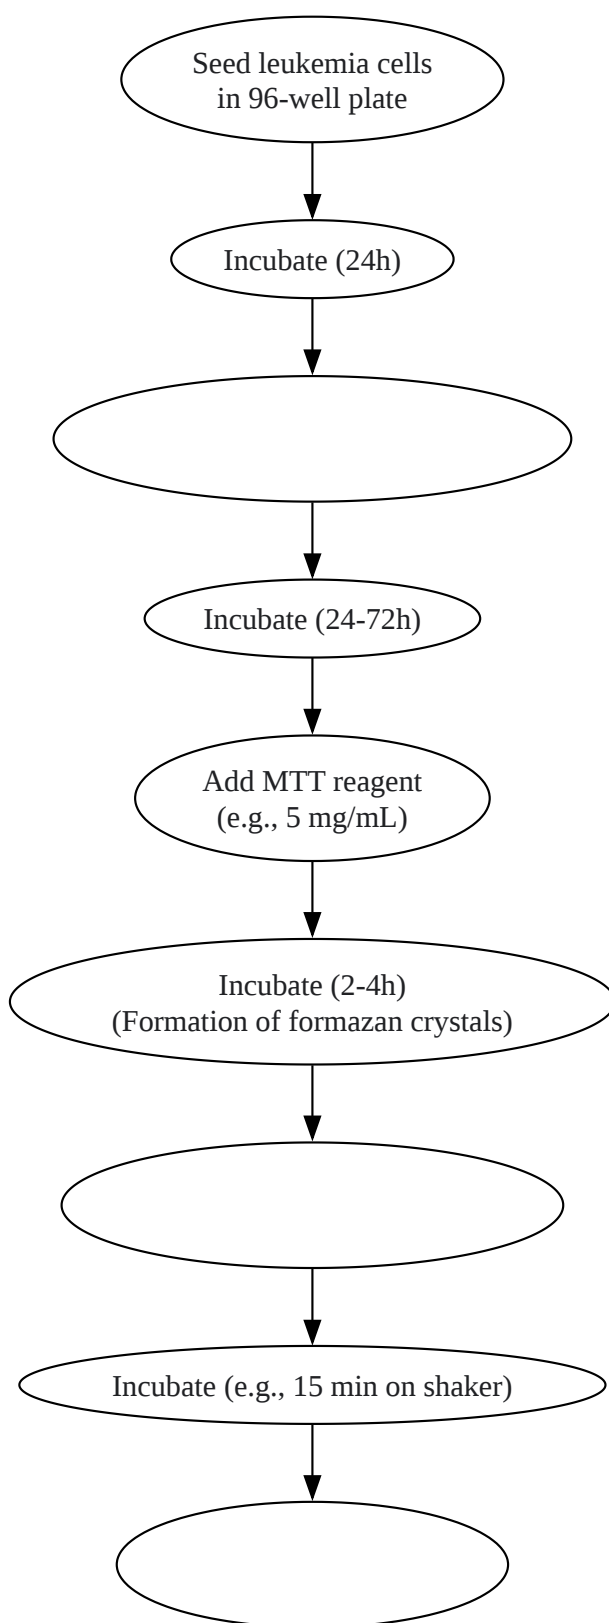 Seed leukemia cells
in 96-well plate
Incubate (24h)
Incubate (24-72h)
Add MTT reagent
(e.g., 5 mg/mL)
Incubate (2-4h)
(Formation of formazan crystals)
Incubate (e.g., 15 min on shaker)